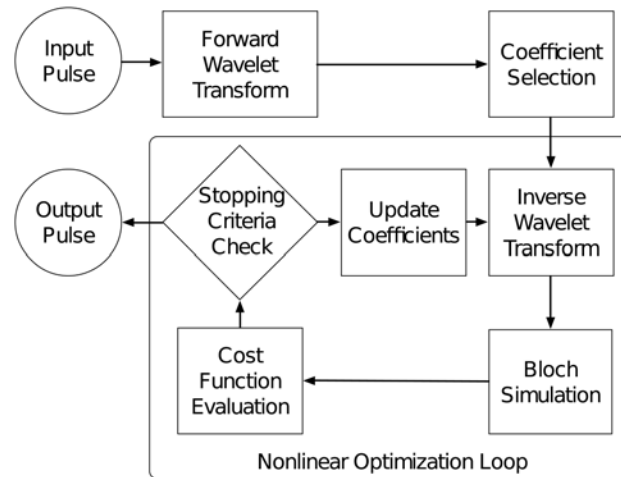 Input
Pulse
Forward
Wavelet
Transform
Coefficient
Selection
Output
Pulse
Stopping
Criteria
Check
Update
Coefficients
Inverse
Wavelet
Transform
Cost
Function
Evaluation
Bloch
Simulation
Nonlinear Optimization Loop